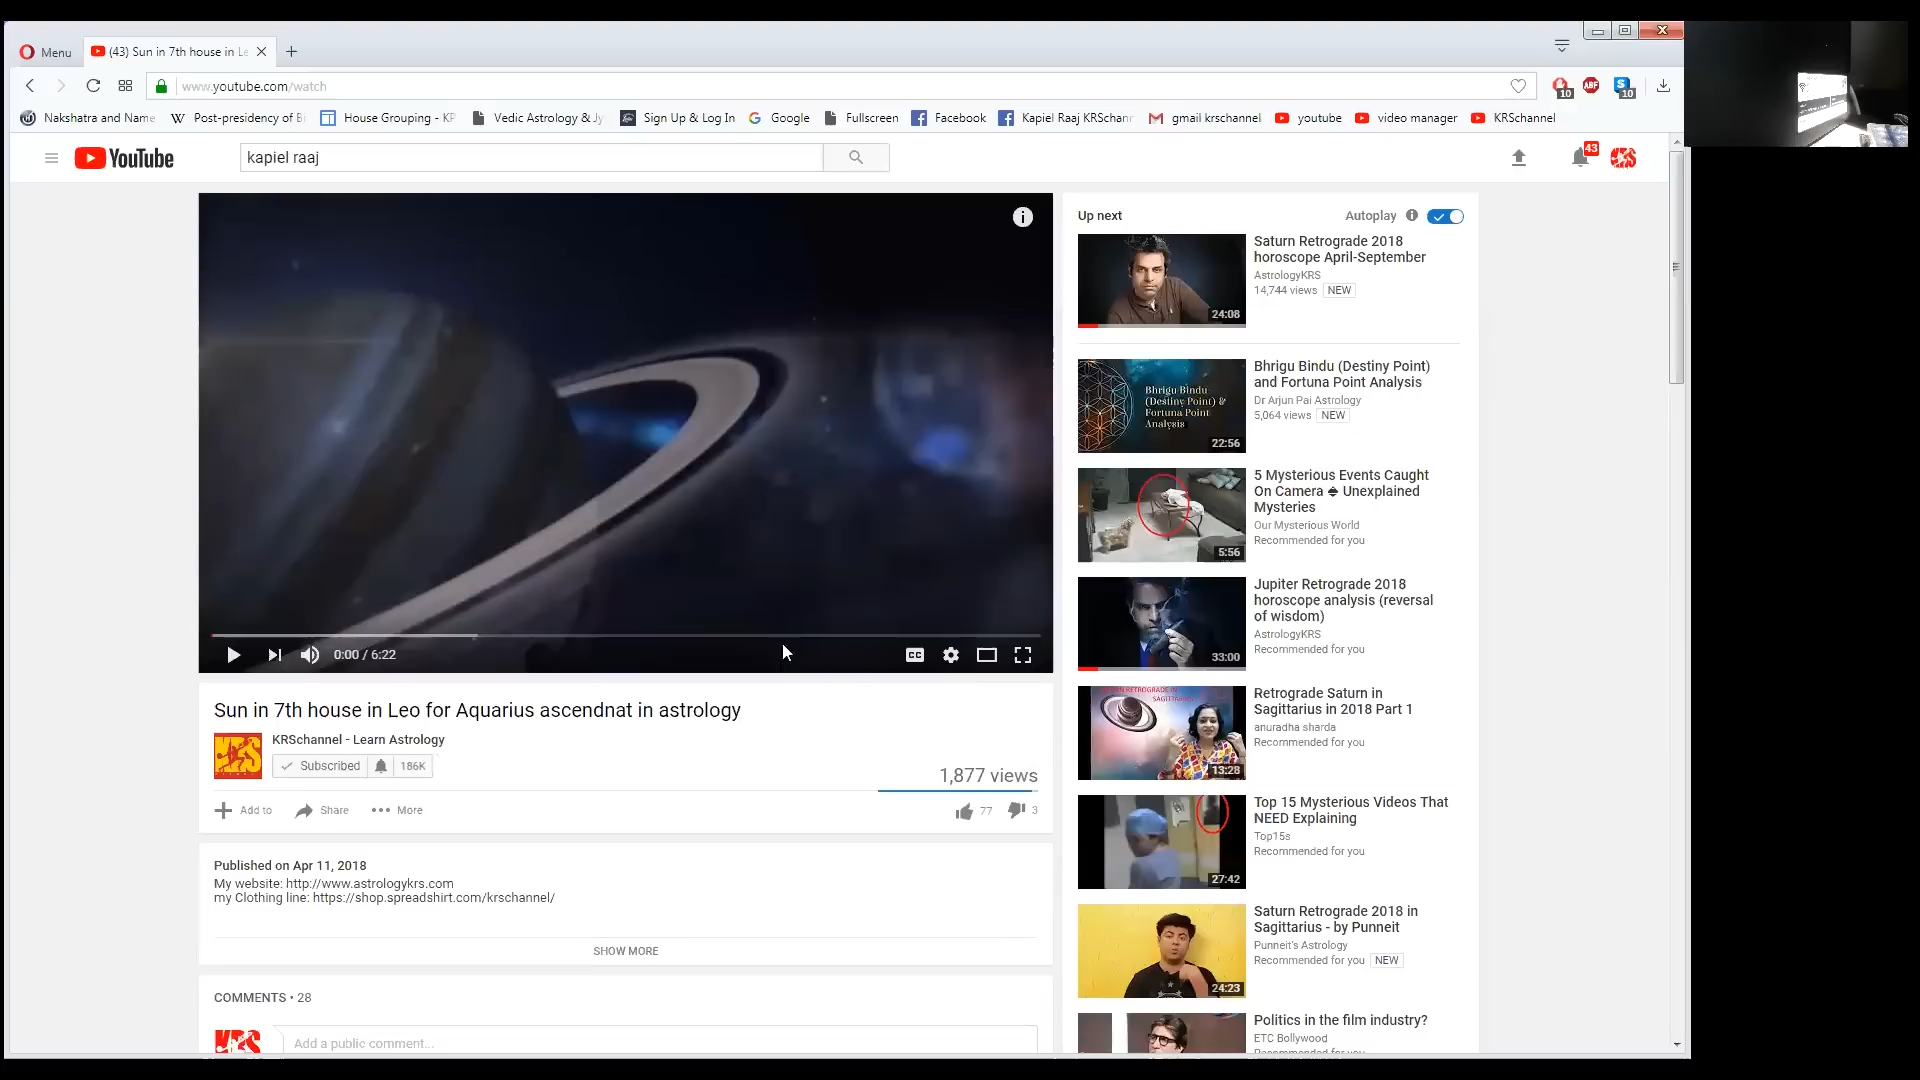 Menu
(43) Sun in 7th house in Le
www.youtube.com/watch
10
ABP
10
Nakshatra and Name
Post-presidency of B
House Grouping - KP
Vedic Astrology & Jy
Sign Up & Log In
Google
Fullscreen
Facebook
Kapiel Raaj KRSchann
gmail krschannel
youtube
video manager
KRSchannel
YouTube
kapiel raaj
43
0:00 / 6:22
CC
Sun in 7th house in Leo for Aquarius ascendnat in astrology
KRSchannel - Learn Astrology
Subscribed
186K
1,877 views
Add to
Share
More
77
3
Published on Apr 11, 2018
My website: http://www.astrologykrs.com
my Clothing line: https://shop.spreadshirt.com/krschannel/
SHOW MORE
COMMENTS • 28
Add a public comment...
Up next
Autoplay
Saturn Retrograde 2018
horoscope April-September
AstrologyKRS
14,744 views NEW
24:08
Bhrigu Bindu (Destiny Point)
and Fortuna Point Analysis
Dr Arjun Pai Astrology
5,064 views NEW
Bhrigu Bindu
(Destiny Point) &
Fortuna Point
Analysis
22:56
5 Mysterious Events Caught
On Camera Unexplained
Mysteries
Our Mysterious World
Recommended for you
5:56
Jupiter Retrograde 2018
horoscope analysis (reversal
of wisdom)
AstrologyKRS
Recommended for you
33:00
Retrograde Saturn in
Sagittarius in 2018 Part 1
anuradha sharda
Recommended for you
13:28
Top 15 Mysterious Videos That
NEED Explaining
Top15s
Recommended for you
27:42
Saturn Retrograde 2018 in
Sagittarius - by Punneit
Punneit's Astrology
Recommended for you NEW
24:23
Politics in the film industry?
ETC Bollywood
Recommended for you